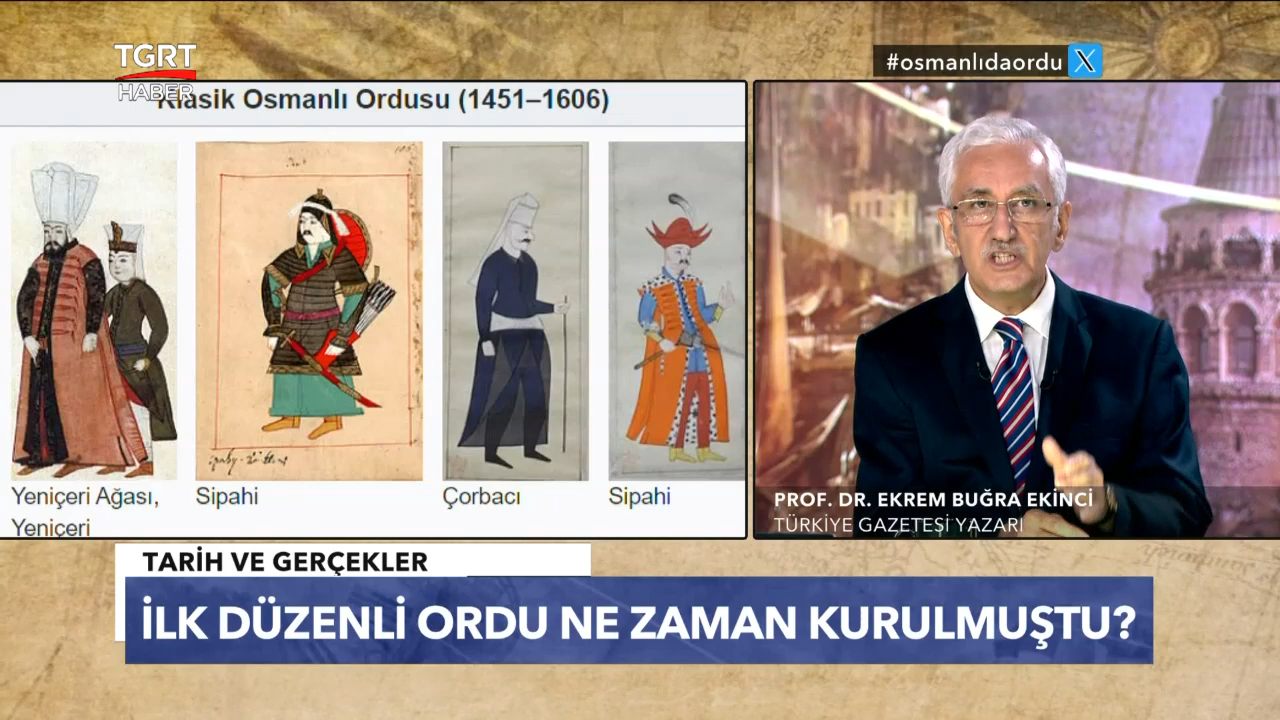 TGRT
HABER
#osmanlıdaordu X
Klasik Osmanlı Ordusu (1451–1606)
Yeniçeri Ağası,
Yeniçeri
Sipahi
Çorbacı
Sipahi
PROF. DR. EKREM BUĞRA EKİNCİ
TÜRKİYE GAZETESİ YAZARI
TARİH VE GERÇEKLER
İLK DÜZENLİ ORDU NE ZAMAN KURULMUŞTU?